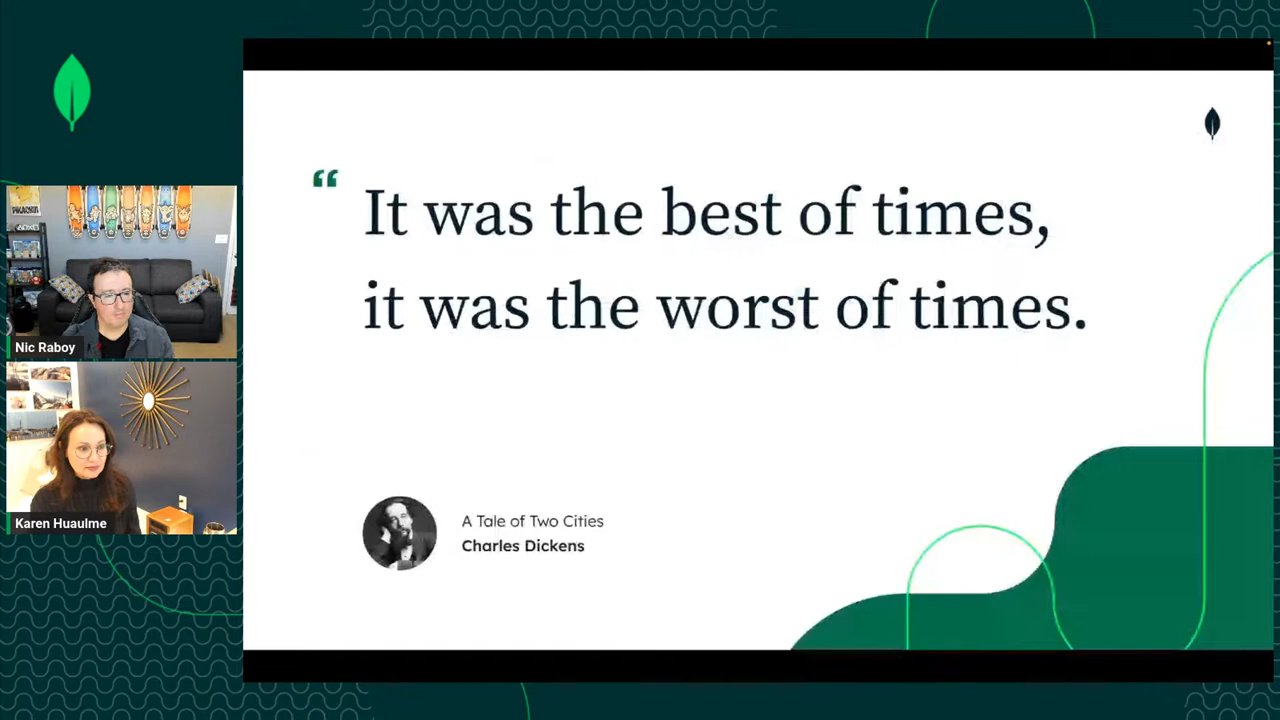 “ It was the best of times,
it was the worst of times.
A Tale of Two Cities
Charles Dickens
Nic Raboy
Karen Huaulme